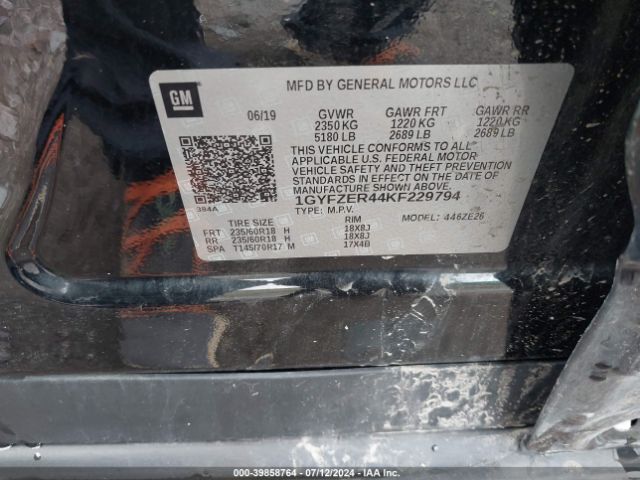 GM
MFD BY GENERAL MOTORS LLC
06/19 GVWR GAWR FRT GAWR RR
2350 KG 1220 KG 1220 KG
5180 LB 2689 LB 2689 LB
THIS VEHICLE CONFORMS TO ALL
APPLICABLE U.S. FEDERAL MOTOR
VEHICLE SAFETY AND THEFT PREVENTION
STANDARDS IN EFFECT ON THE DATE OF
MANUFACTURE SHOWN ABOVE.
1GYFZER44KF229794
394A TYPE: M.P.V. MODEL: 446ZE26
TIRE SIZE RIM
FRT 235/60R18 H 18X8J
RR 235/60R18 H 18X8J
SPA T145/70R17 M 17X4B
000-39858764 - 07/12/2024 - IAA Inc.